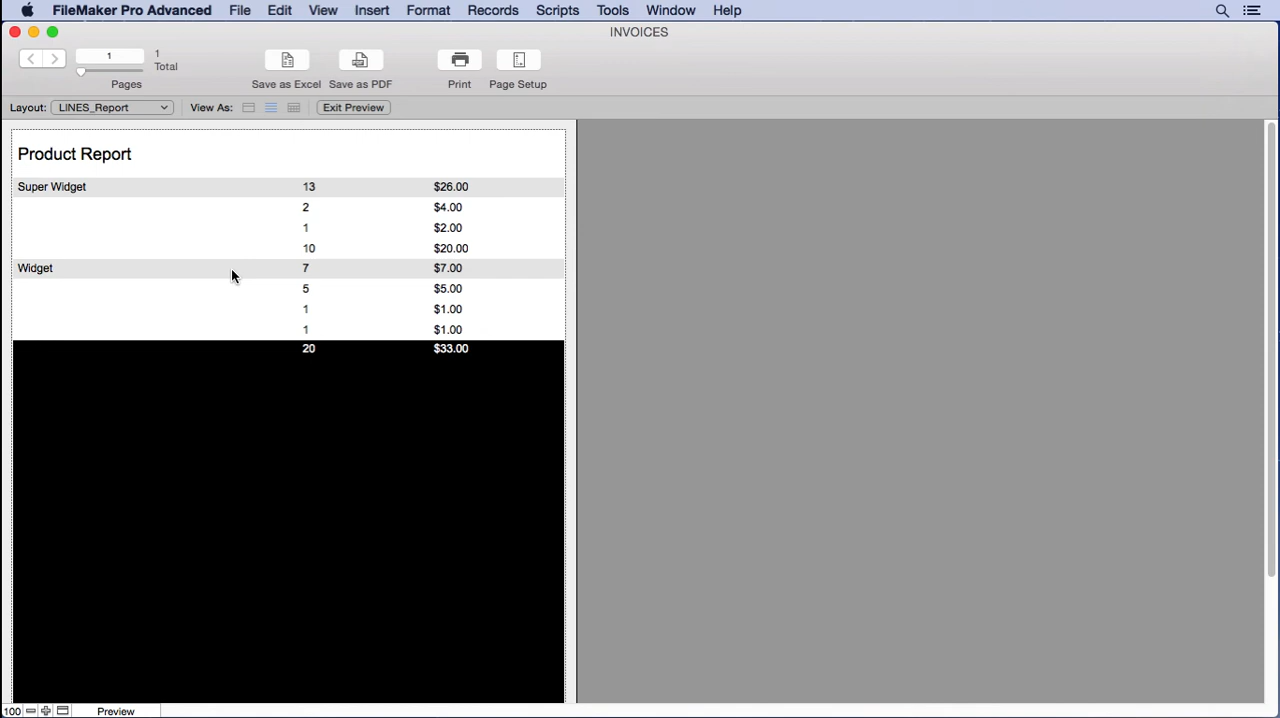 FileMaker Pro Advanced File Edit View Insert Format Records Scripts Tools Window Help
INVOICES
1 1 Total
Pages Save as Excel Save as PDF Print Page Setup
Layout: LINES_Report View As: Exit Preview
Product Report
Super Widget 13 $26.00
2 $4.00
1 $2.00
10 $20.00
Widget 7 $7.00
5 $5.00
1 $1.00
1 $1.00
20 $33.00
100 Preview